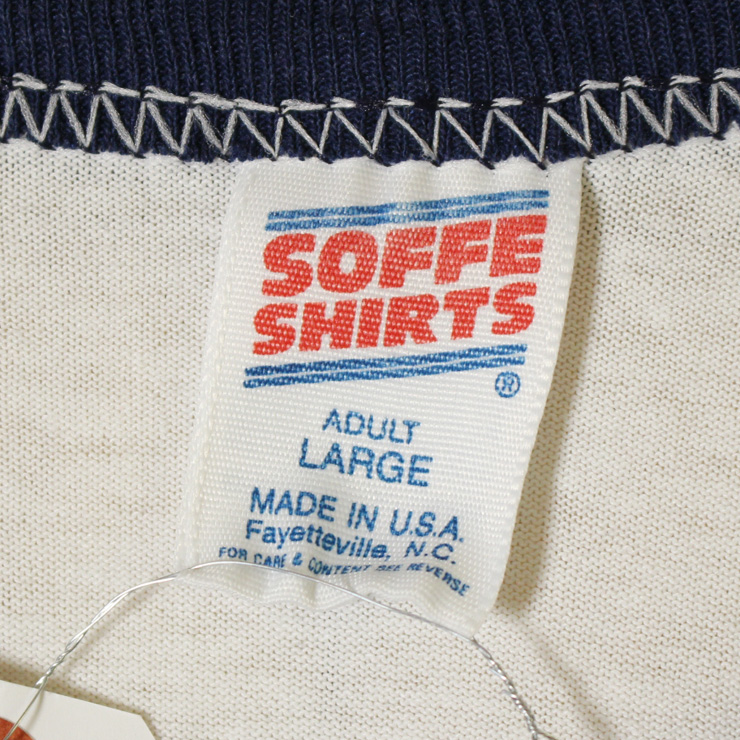 SOFFE
SHIRTS
®
ADULT
LARGE
MADE IN U.S.A.
Fayetteville, N.C.
FOR CARE & CONTENT SEE REVERSE